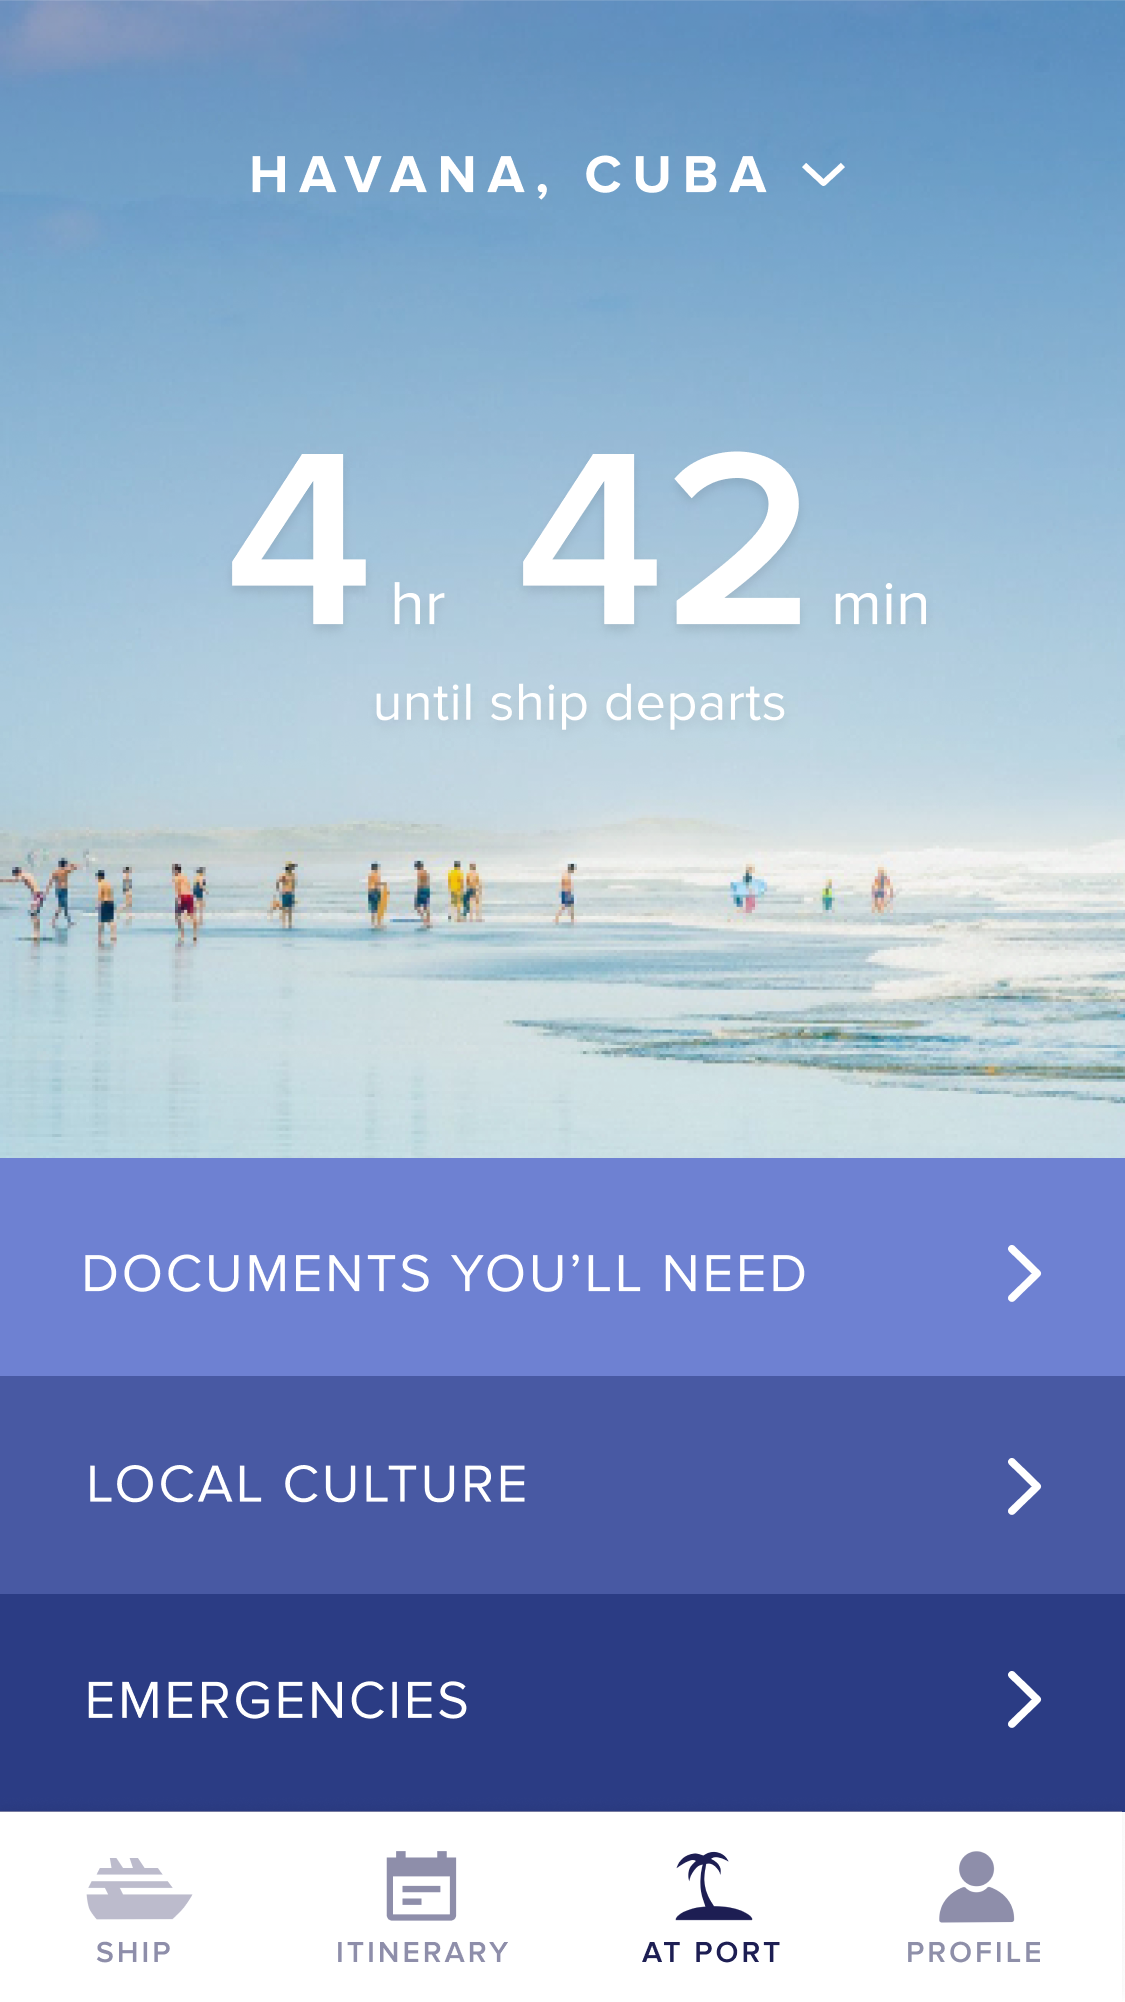 HAVANA, CUBA
4 hr 42 min
until ship departs
DOCUMENTS YOU’LL NEED
LOCAL CULTURE
EMERGENCIES
SHIP ITINERARY AT PORT PROFILE